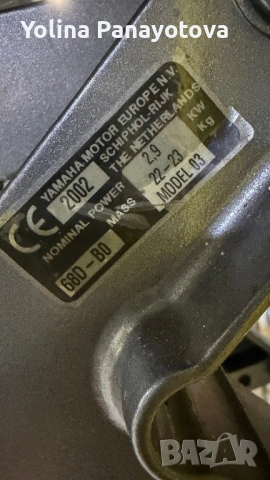 Yolina Panayotova
YAMAHA MOTOR EUROPE N.V.
SCHIPHOL-RIJK
THE NETHERLANDS
CE 2002
NOMINAL POWER 2.9 KW
MASS 22-23 Kg
68D-B0 MODEL 03
BAZAR